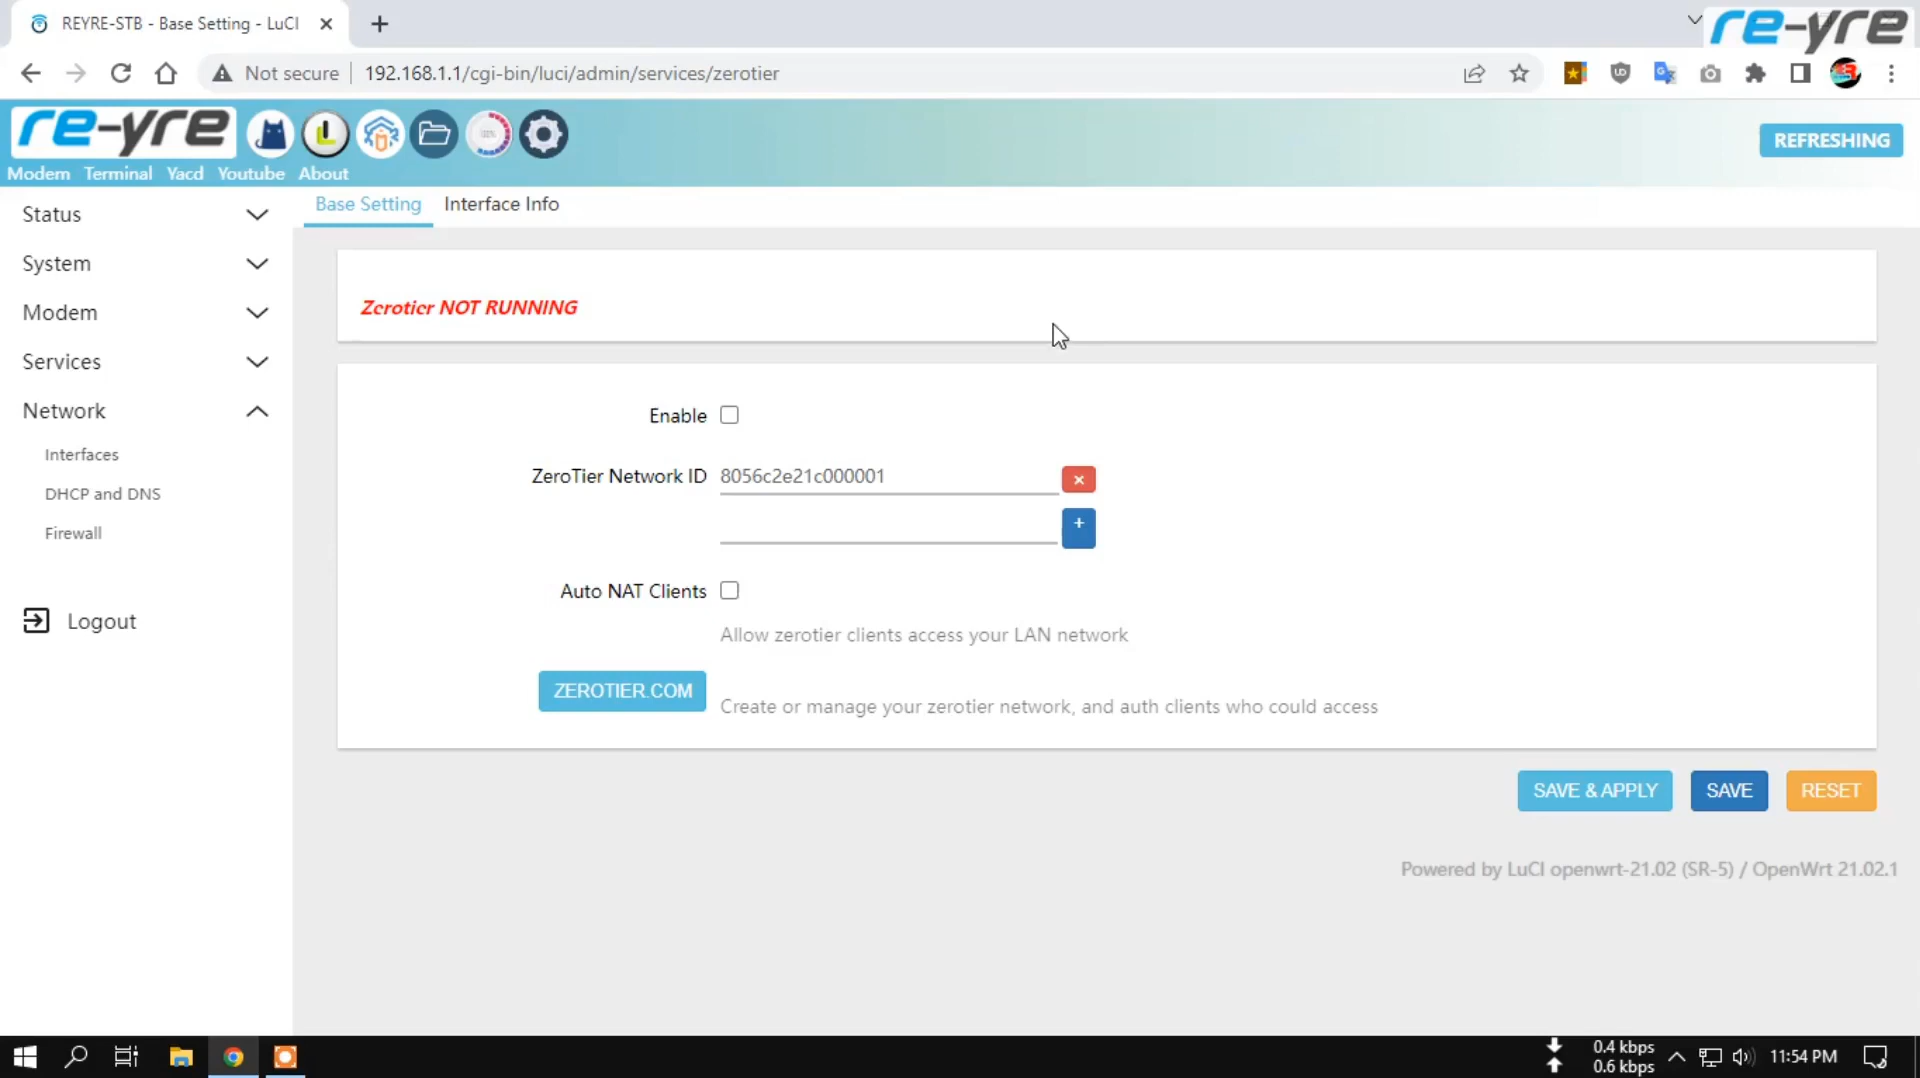 REYRE-STB - Base Setting - LuCI
re-yre
Not secure
192.168.1.1/cgi-bin/luci/admin/services/zerotier
re-yre
REFRESHING
Modem Terminal Yacd Youtube About
Status
Base Setting
Interface Info
System
Zerotier NOT RUNNING
Modem
Services
Network
Enable
Interfaces
ZeroTier Network ID
8056c2e21c000001
DHCP and DNS
Firewall
Auto NAT Clients
Logout
Allow zerotier clients access your LAN network
ZEROTIER.COM
Create or manage your zerotier network, and auth clients who could access
SAVE & APPLY
SAVE
RESET
Powered by LuCI openwrt-21.02 (SR-5) / OpenWrt 21.02.1
0.4 kbps
0.6 kbps
11:54 PM